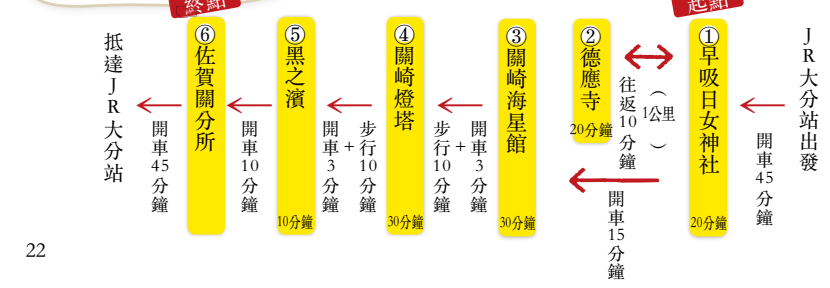 JR大分站出發
開車45分鐘
起點
①早吸日女神社
20分鐘
往返10分鐘
（1公里）
②德應寺
20分鐘
開車15分鐘
③關崎海星館
30分鐘
開車3分鐘
+
步行10分鐘
④關崎燈塔
30分鐘
步行10分鐘
+
開車3分鐘
⑤黑之濱
10分鐘
開車10分鐘
終點
⑥佐賀關分所
開車45分鐘
抵達JR大分站
22